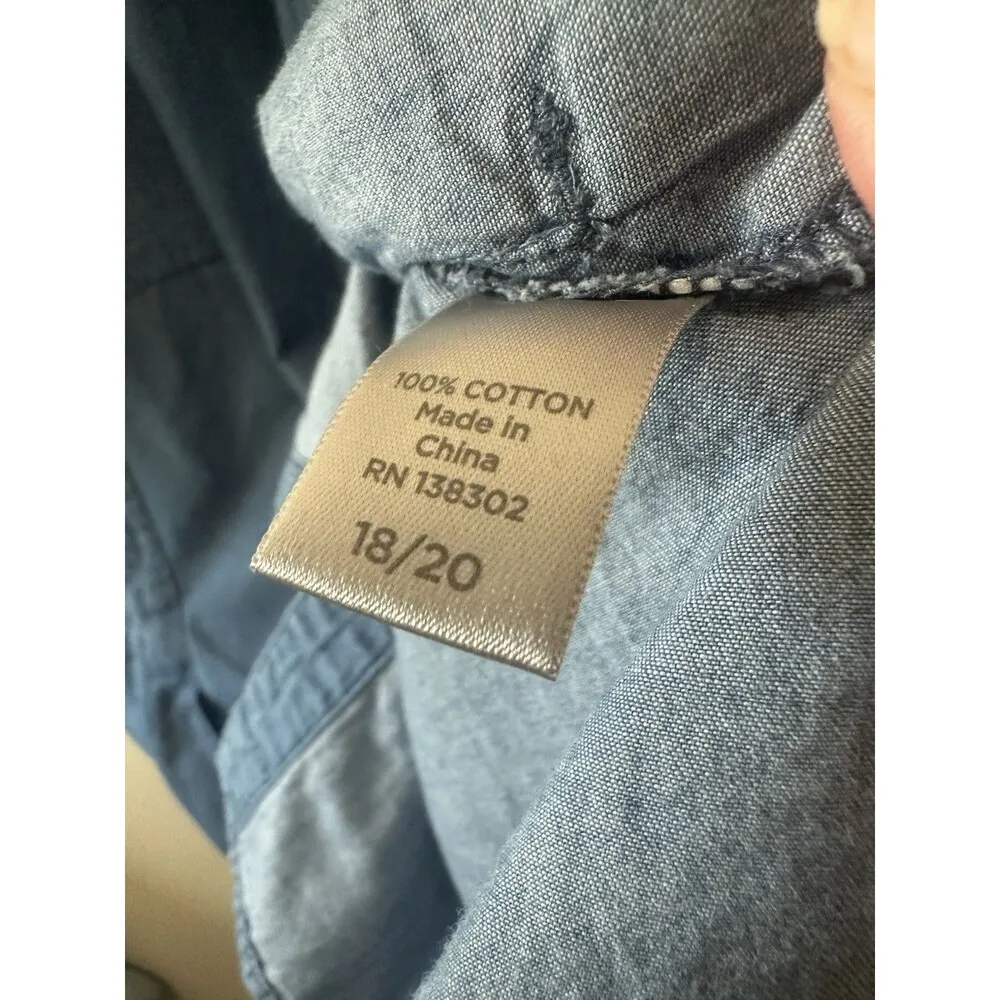 100% COTTON
Made in
China
RN 138302
18/20